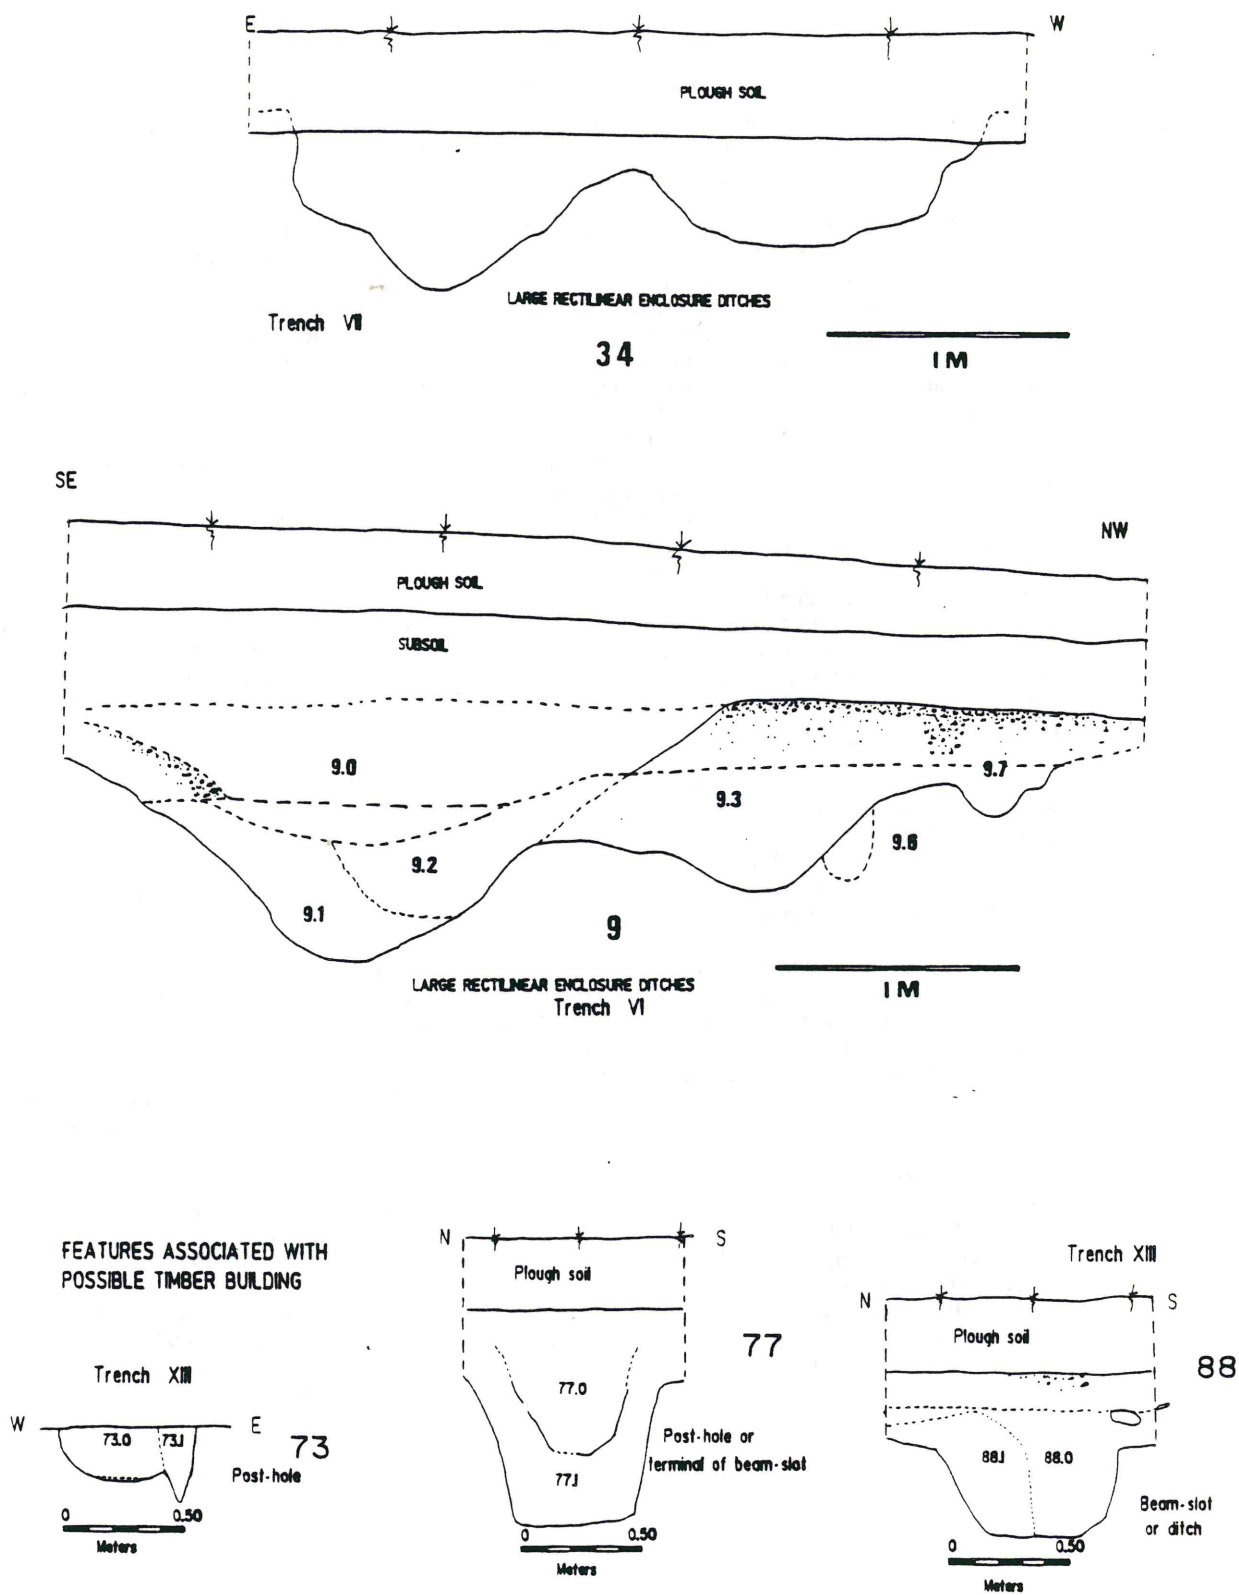 E
W
PLOUGH SOIL
LARGE RECTILINEAR ENCLOSURE DITCHES
Trench VII
34
1 M
SE
NW
PLOUGH SOIL
SUBSOIL
9.0
9.7
9.3
9.6
9.2
9.1
9
LARGE RECTILINEAR ENCLOSURE DITCHES
Trench VI
1 M
FEATURES ASSOCIATED WITH
POSSIBLE TIMBER BUILDING
Trench XIII
W
E
73.0
73.1
73
Post-hole
0
0.50
Meters
N
S
Plough soil
77
77.0
Post-hole or
terminal of beam-slot
77.1
0
0.50
Meters
Trench XIII
N
S
Plough soil
88
88.1
88.0
Beam-slot
or ditch
0
0.50
Meters